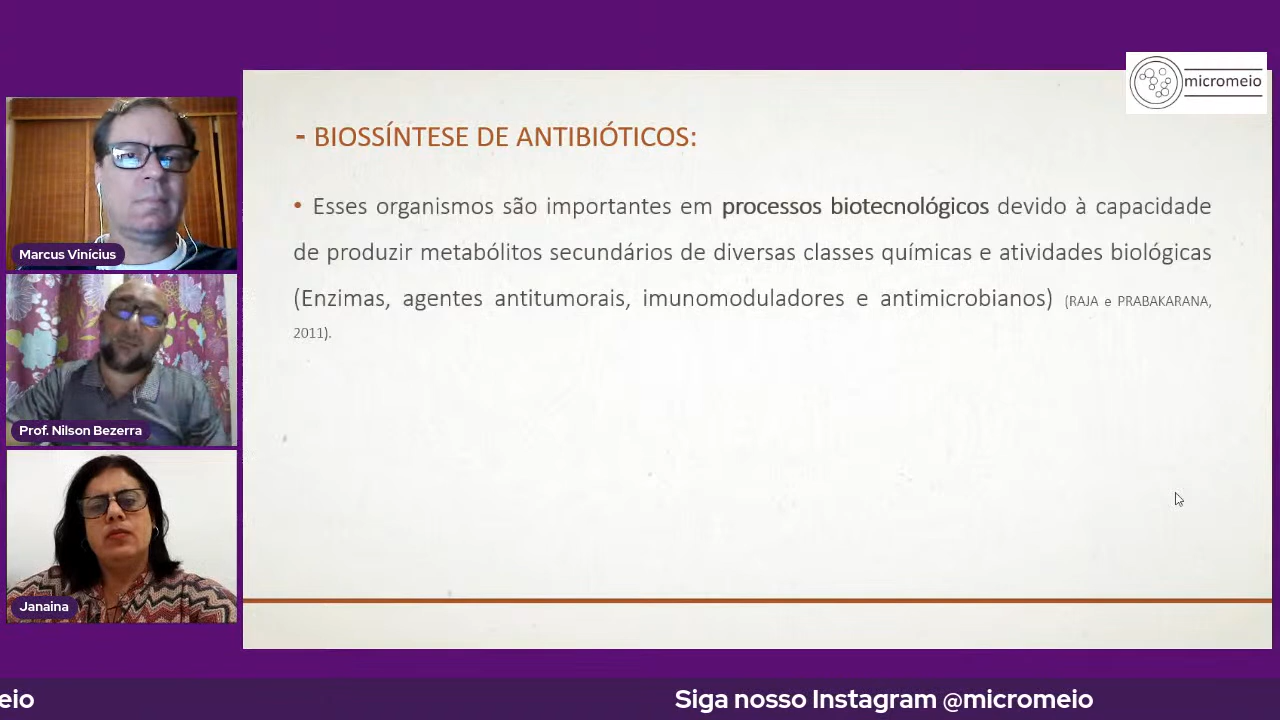 micromeio
- BIOSSÍNTESE DE ANTIBIÓTICOS:
• Esses organismos são importantes em processos biotecnológicos devido à capacidade
de produzir metabólitos secundários de diversas classes químicas e atividades biológicas
(Enzimas, agentes antitumorais, imunomoduladores e antimicrobianos) (RAJA e PRABAKARANA,
2011).
Marcus Vinícius
Prof. Nilson Bezerra
Janaina
eio
Siga nosso Instagram @micromeio